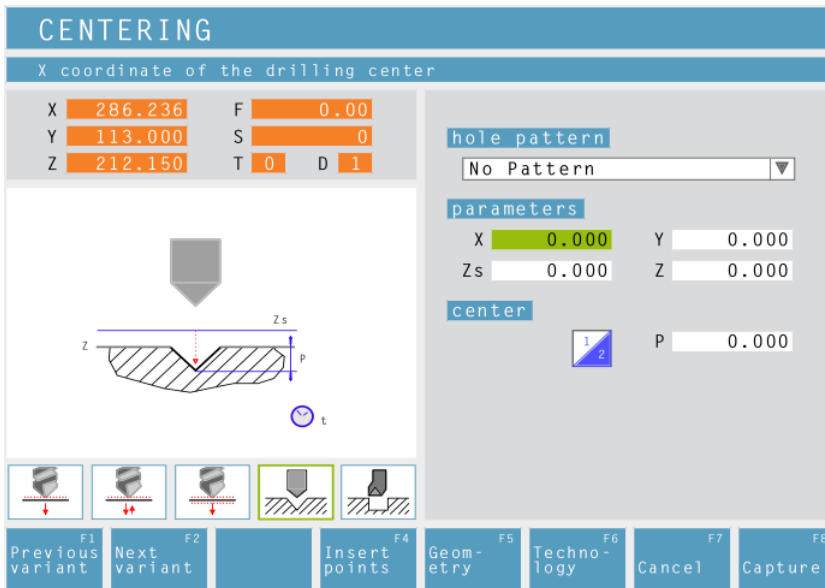 CENTERING
X coordinate of the drilling center
X 286.236 F 0.00
Y 113.000 S 0
Z 212.150 T 0 D 1
hole pattern
No Pattern
parameters
X 0.000 Y 0.000
Zs 0.000 Z 0.000
center
1 2 P 0.000
Zs
Z
P
t
F1 F2 F4 F5 F6 F7 F8
Previous Next Insert Geom- Techno-
variant variant points etry logy Cancel Capture